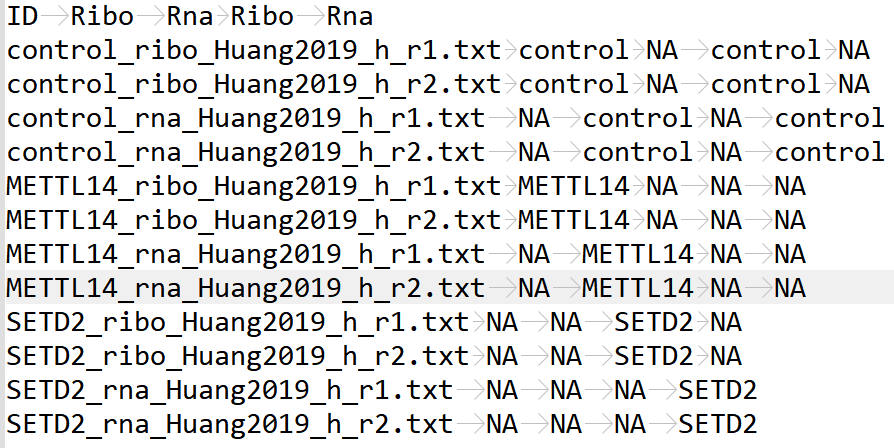 ID	Ribo	Rna	Ribo	Rna
control_ribo_Huang2019_h_r1.txt	control	NA	control	NA
control_ribo_Huang2019_h_r2.txt	control	NA	control	NA
control_rna_Huang2019_h_r1.txt	NA	control	NA	control
control_rna_Huang2019_h_r2.txt	NA	control	NA	control
METTL14_ribo_Huang2019_h_r1.txt	METTL14	NA	NA	NA
METTL14_ribo_Huang2019_h_r2.txt	METTL14	NA	NA	NA
METTL14_rna_Huang2019_h_r1.txt	NA	METTL14	NA	NA
METTL14_rna_Huang2019_h_r2.txt	NA	METTL14	NA	NA
SETD2_ribo_Huang2019_h_r1.txt	NA	NA	SETD2	NA
SETD2_ribo_Huang2019_h_r2.txt	NA	NA	SETD2	NA
SETD2_rna_Huang2019_h_r1.txt	NA	NA	NA	SETD2
SETD2_rna_Huang2019_h_r2.txt	NA	NA	NA	SETD2